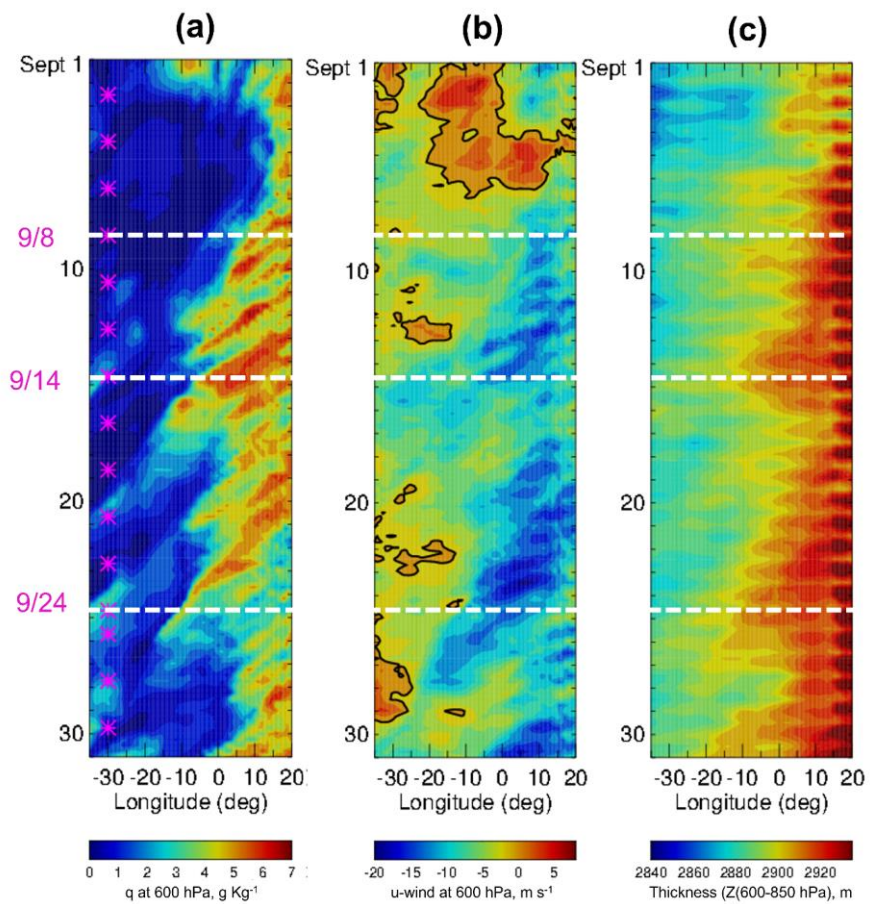 (a) (b) (c)
Sept 1 Sept 1 Sept 1
9/8
10 10 10
9/14
20 20 20
9/24
30 30 30
-30 -20 -10 0 10 20 -30 -20 -10 0 10 20 -30 -20 -10 0 10 20
Longitude (deg) Longitude (deg) Longitude (deg)
0 1 2 3 4 5 6 7 -20 -15 -10 -5 0 5 2840 2860 2880 2900 2920
q at 600 hPa, g Kg-1 u-wind at 600 hPa, m s-1 Thickness (Z(600-850 hPa), m